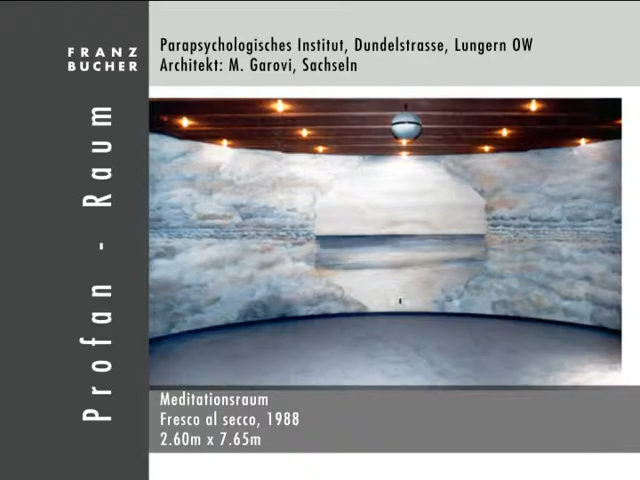 FRANZ
BUCHER
Profan - Raum
Parapsychologisches Institut, Dundelstrasse, Lungern OW
Architekt: M. Garovi, Sachseln
Meditationsraum
Fresco al secco, 1988
2.60m x 7.65m